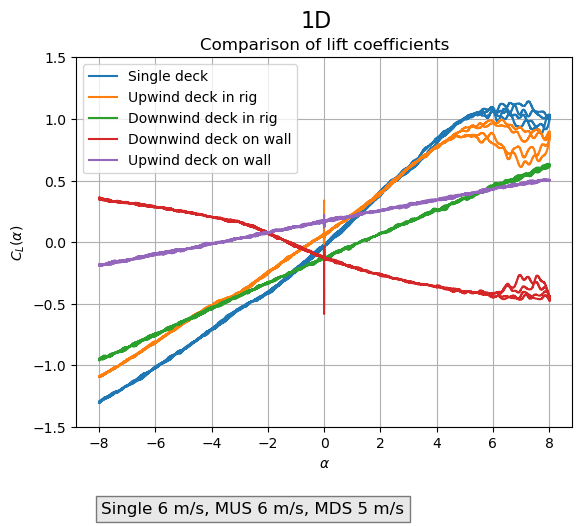 1D
Comparison of lift coefficients
Single deck
Upwind deck in rig
Downwind deck in rig
Downwind deck on wall
Upwind deck on wall
1.5
1.0
0.5
0.0
−0.5
−1.0
−1.5
C_L(α)
−8 −6 −4 −2 0 2 4 6 8
α
Single 6 m/s, MUS 6 m/s, MDS 5 m/s